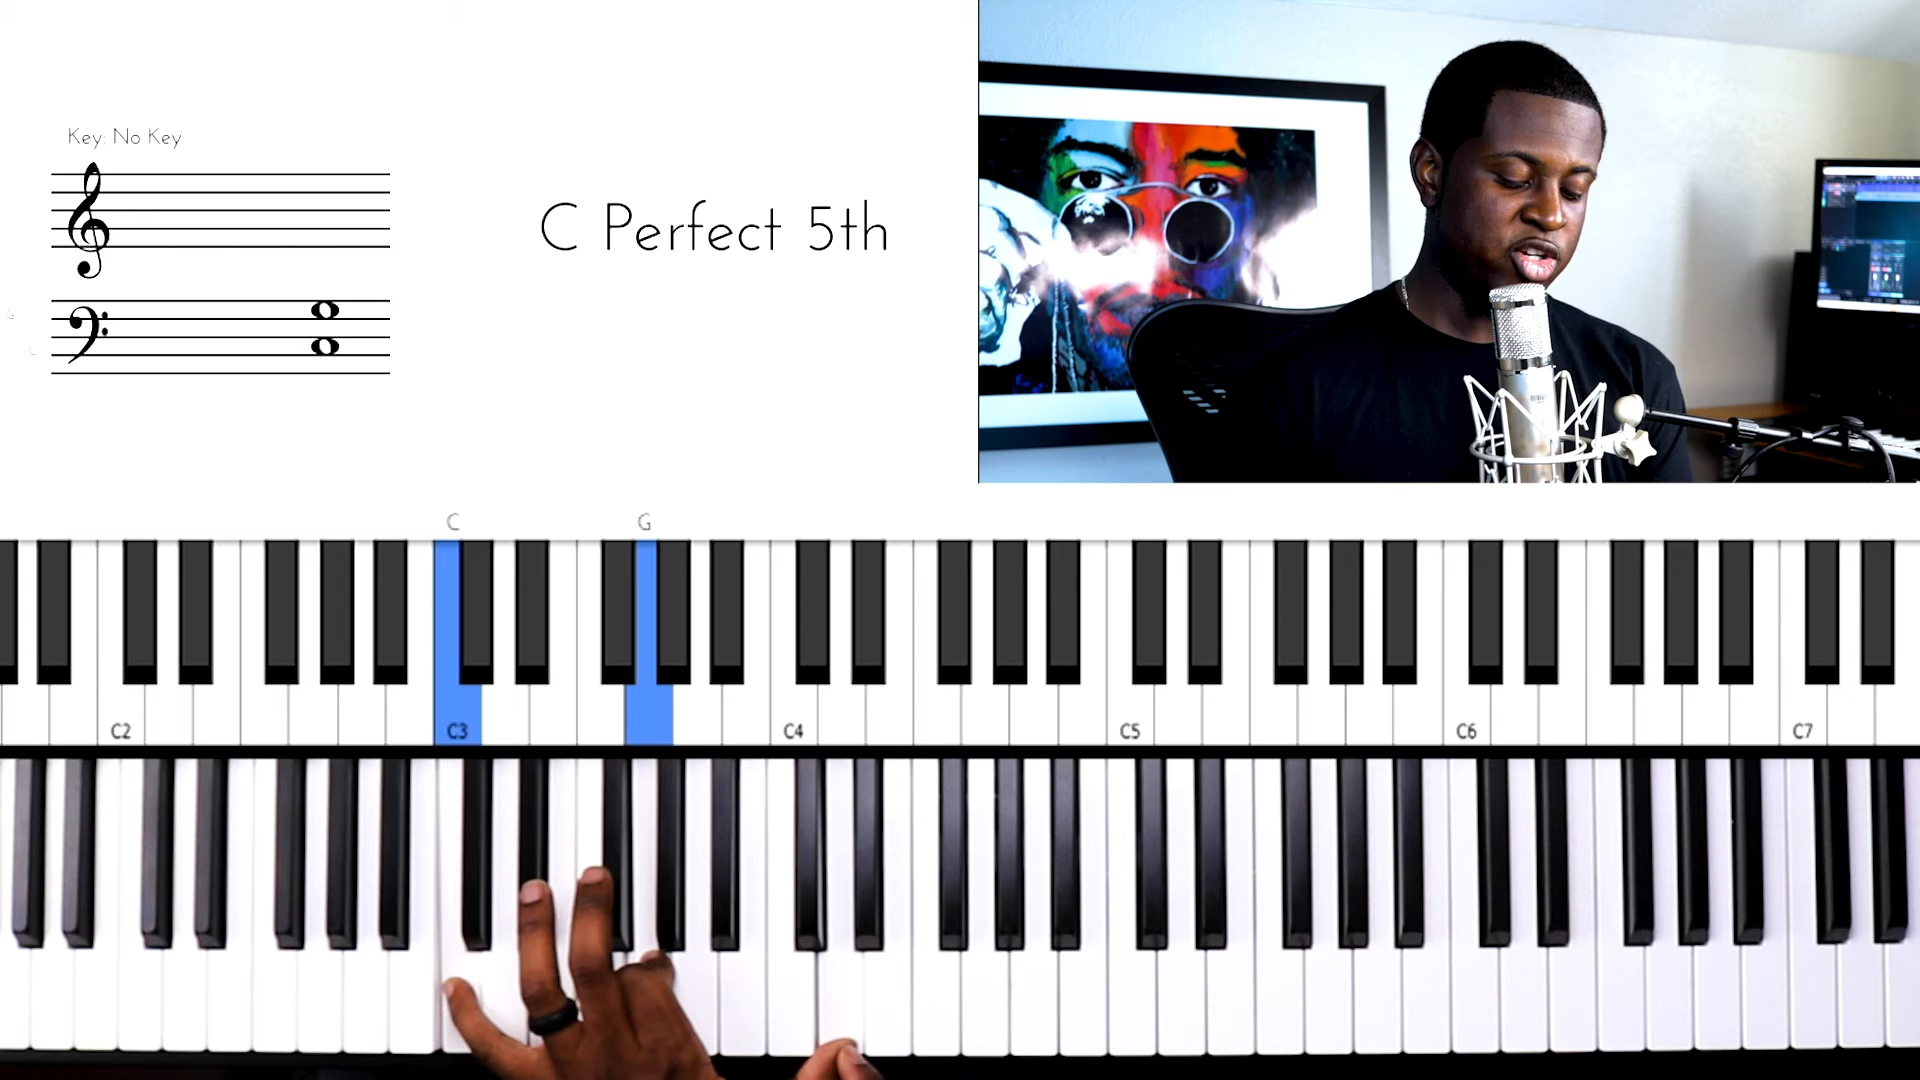 Key: No Key
C Perfect 5th
G
C
C G
C2 C3 C4 C5 C6 C7